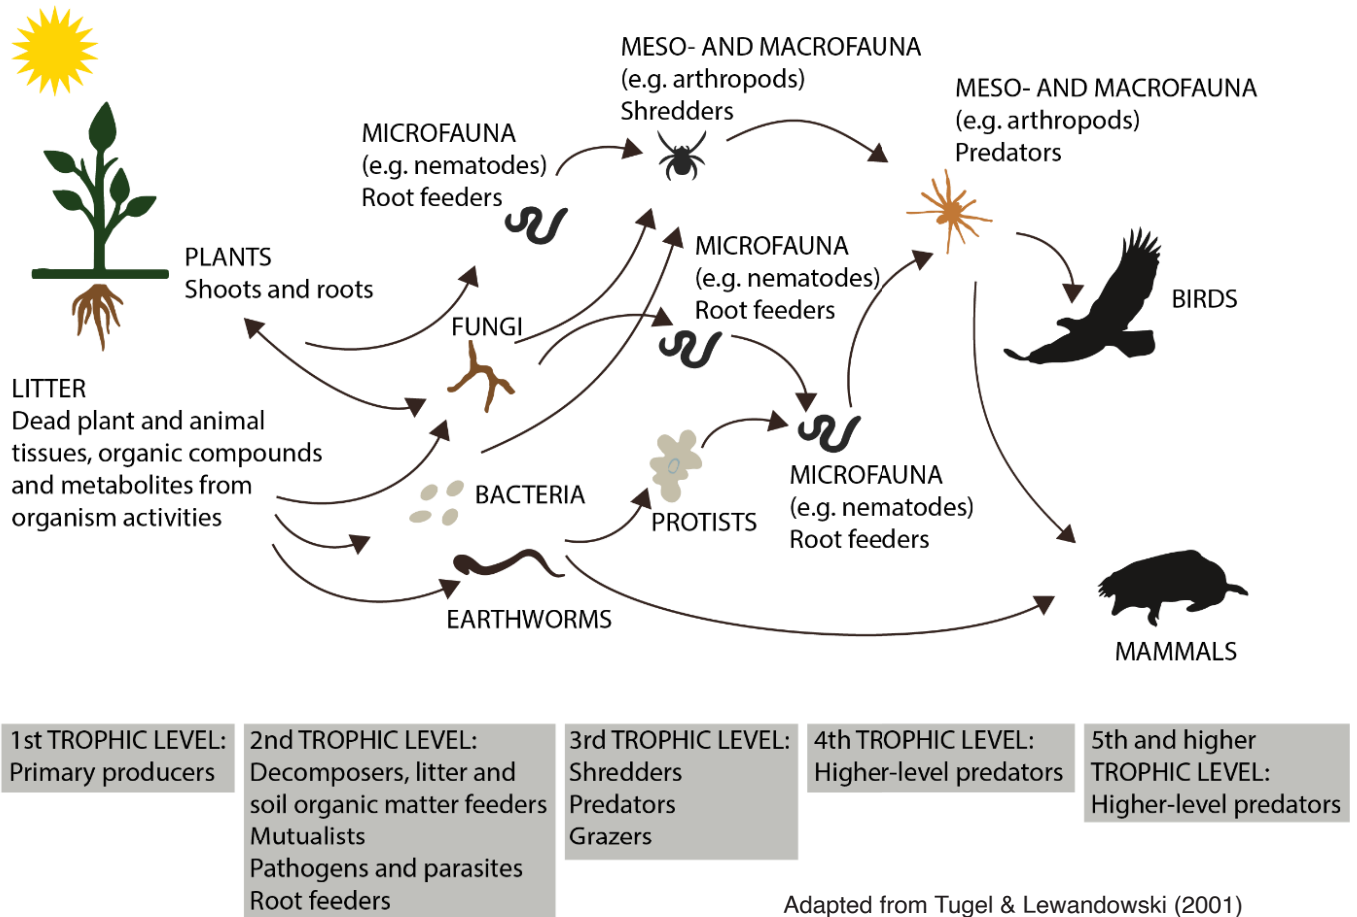 MESO- AND MACROFAUNA
(e.g. arthropods)
Shredders
MESO- AND MACROFAUNA
(e.g. arthropods)
Predators
MICROFAUNA
(e.g. nematodes)
Root feeders
PLANTS
Shoots and roots
MICROFAUNA
(e.g. nematodes)
Root feeders
BIRDS
FUNGI
LITTER
Dead plant and animal
tissues, organic compounds
and metabolites from
organism activities
BACTERIA
PROTISTS
MICROFAUNA
(e.g. nematodes)
Root feeders
EARTHWORMS
MAMMALS
1st TROPHIC LEVEL:
Primary producers
2nd TROPHIC LEVEL:
Decomposers, litter and
soil organic matter feeders
Mutualists
Pathogens and parasites
Root feeders
3rd TROPHIC LEVEL:
Shredders
Predators
Grazers
4th TROPHIC LEVEL:
Higher-level predators
5th and higher
TROPHIC LEVEL:
Higher-level predators
Adapted from Tugel & Lewandowski (2001)